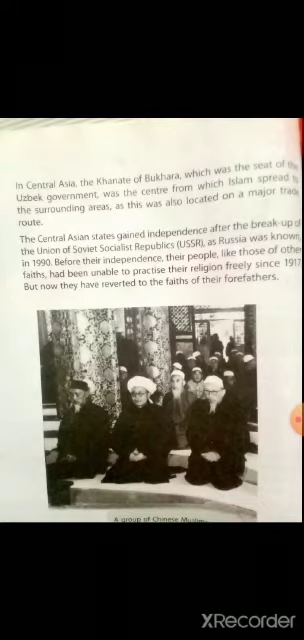 In Central Asia, the Khanate of Bukhara, which was the seat of the
Uzbek government, was the centre from which Islam spread
the surrounding areas, as this was also located on a major trade
route.
The Central Asian states gained independence after the break-up of
the Union of Soviet Socialist Republics (USSR), as Russia was known,
in 1990. Before their independence, their people, like those of other
faiths, had been unable to practise their religion freely since 1917.
But now they have reverted to the faiths of their forefathers.
A group of Chinese Muslims
XRecorder